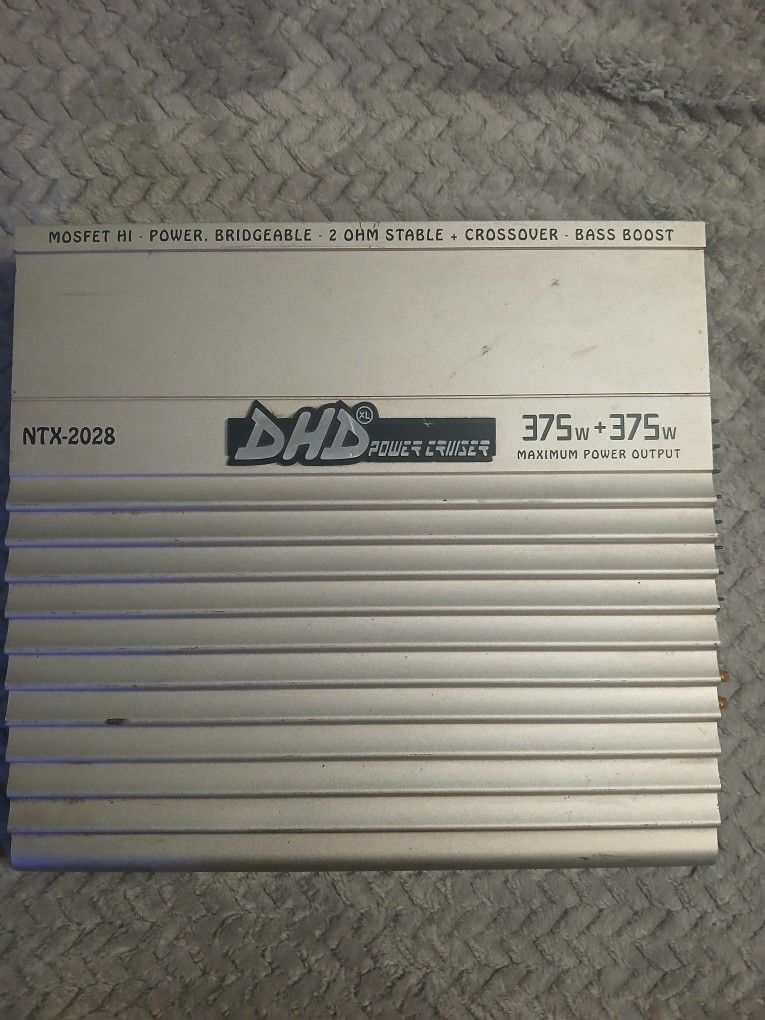 MOSFET HI - POWER. BRIDGEABLE - 2 OHM STABLE + CROSSOVER - BASS BOOST
NTX-2028
DHD XL POWER CRUISER
375W + 375W
MAXIMUM POWER OUTPUT